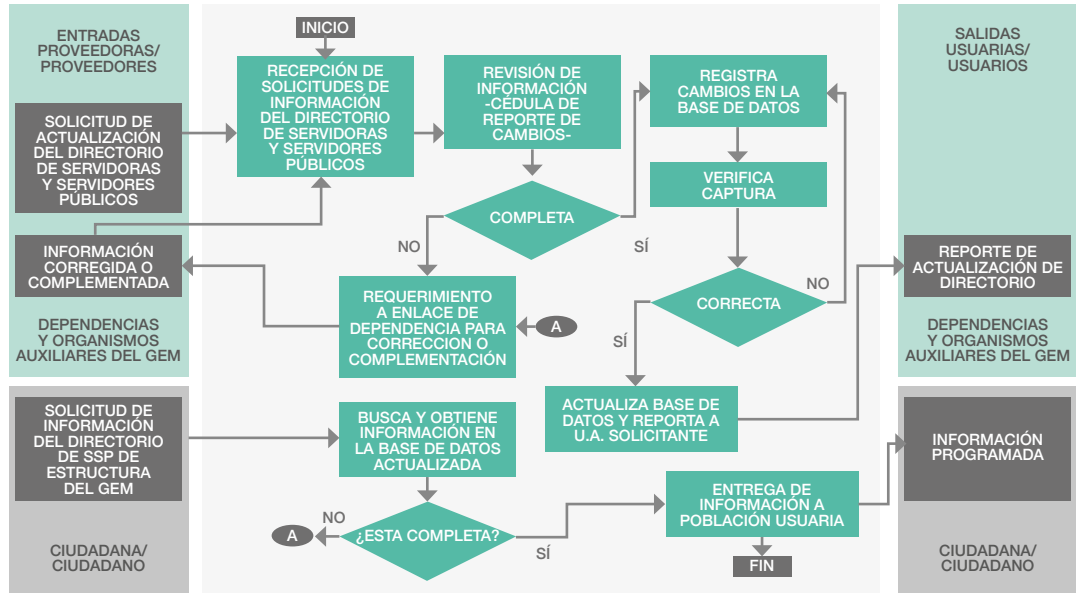 ENTRADAS
PROVEEDORAS/
PROVEEDORES
SOLICITUD DE
ACTUALIZACIÓN
DEL DIRECTORIO
DE SERVIDORAS
Y SERVIDORES
PÚBLICOS
INFORMACIÓN
CORREGIDA O
COMPLEMENTADA
DEPENDENCIAS
Y ORGANISMOS
AUXILIARES DEL GEM
SOLICITUD DE
INFORMACIÓN
DEL DIRECTORIO
DE SSP DE
ESTRUCTURA
DEL GEM
CIUDADANA/
CIUDADANO
INICIO
RECEPCIÓN DE
SOLICITUDES DE
INFORMACIÓN
DEL DIRECTORIO
DE SERVIDORAS
Y SERVIDORES
PÚBLICOS
REVISIÓN DE
INFORMACIÓN
-CÉDULA DE
REPORTE DE
CAMBIOS-
COMPLETA
NO
SÍ
REQUERIMIENTO
A ENLACE DE
DEPENDENCIA PARA
CORRECCION O
COMPLEMENTACIÓN
A
REGISTRA
CAMBIOS EN LA
BASE DE DATOS
VERIFICA
CAPTURA
CORRECTA
NO
SÍ
ACTUALIZA BASE DE
DATOS Y REPORTA A
U.A. SOLICITANTE
BUSCA Y OBTIENE
INFORMACIÓN EN
LA BASE DE DATOS
ACTUALIZADA
¿ESTA COMPLETA?
NO
A
SÍ
ENTREGA DE
INFORMACIÓN A
POBLACIÓN USUARIA
FIN
SALIDAS
USUARIAS/
USUARIOS
REPORTE DE
ACTUALIZACIÓN DE
DIRECTORIO
DEPENDENCIAS
Y ORGANISMOS
AUXILIARES DEL GEM
INFORMACIÓN
PROGRAMADA
CIUDADANA/
CIUDADANO